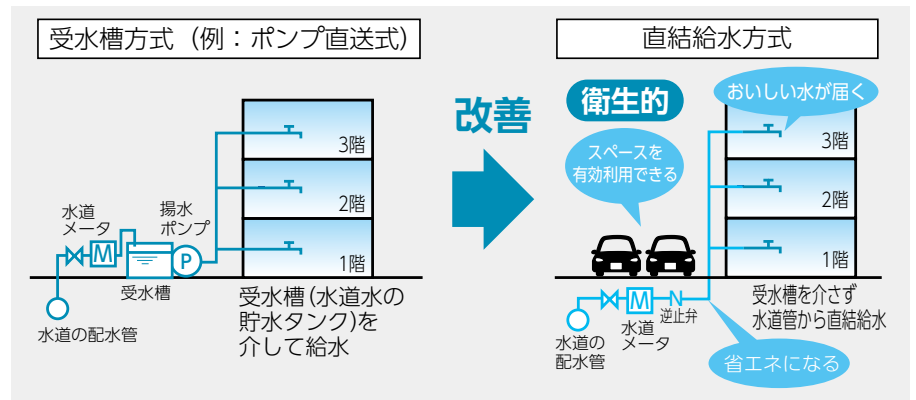 受水槽方式（例：ポンプ直送式）
3階
2階
1階
水道
メータ
M
揚水
ポンプ
P
受水槽
水道の配水管
受水槽（水道水の
貯水タンク）を
介して給水
改善
直結給水方式
衛生的
おいしい水が届く
スペースを
有効利用できる
3階
2階
1階
M
N
逆止弁
水道
メータ
水道の
配水管
受水槽を介さず
水道管から直結給水
省エネになる